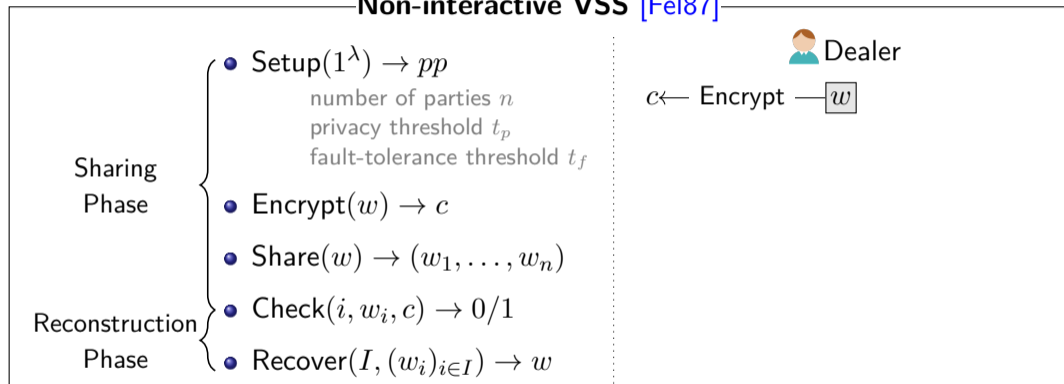 Non-interactive VSS [Fel87]
Setup(1^λ) → pp
number of parties n
privacy threshold t_p
fault-tolerance threshold t_f
Sharing
Phase
Encrypt(w) → c
Share(w) → (w_1, . . . , w_n)
Check(i, w_i, c) → 0/1
Reconstruction
Phase
Recover(I, (w_i)_{i∈I}) → w
Dealer
c← Encrypt — w